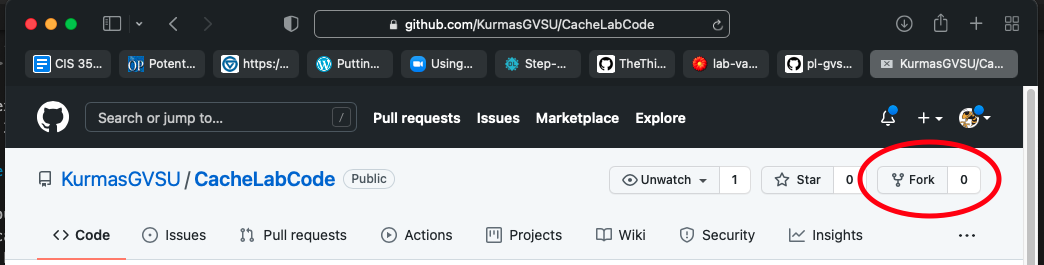 github.com/KurmasGVSU/CacheLabCode
CIS 35... Potent... https:/... Puttin... Using... Step-... TheThi... lab-va... pl-gvs... KurmasGVSU/Ca...
Search or jump to... / Pull requests Issues Marketplace Explore
KurmasGVSU / CacheLabCode Public Unwatch 1 Star 0 Fork 0
Code Issues Pull requests Actions Projects Wiki Security Insights ...